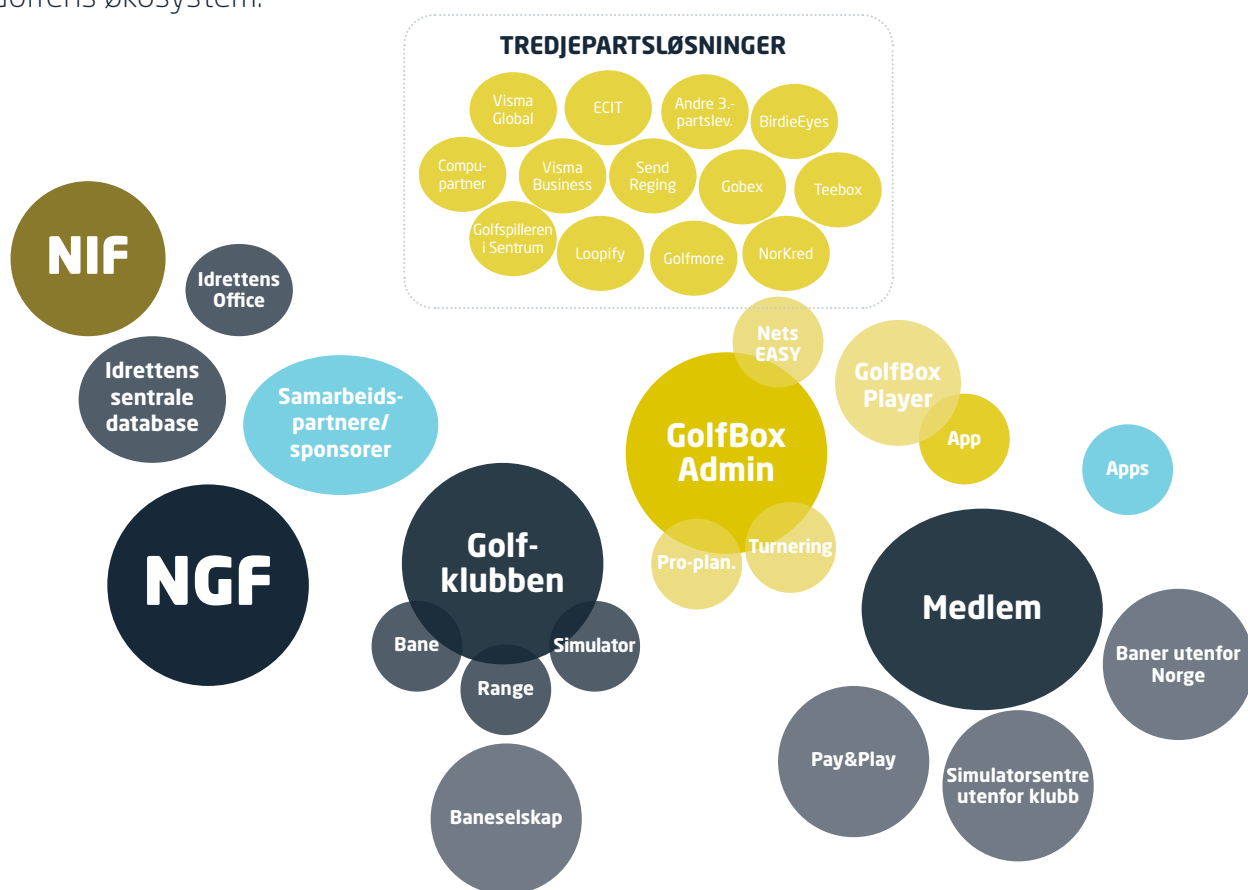 Golfens økosystem.
TREDJEPARTSLØSNINGER
Visma
Global
ECIT
Andre 3.-
partslev.
BirdieEyes
Compu-
partner
Visma
Business
Send
Reging
Gobex
Teebox
Golfspilleren
i Sentrum
Loopify
Golfmore
NorKred
NIF
Idrettens
Office
Idrettens
sentrale
database
Samarbeids-
partnere/
sponsorer
Nets
EASY
GolfBox
Player
App
GolfBox
Admin
Apps
NGF
Golf-
klubben
Pro-plan.
Turnering
Medlem
Bane
Range
Simulator
Baner utenfor
Norge
Baneselskap
Pay&Play
Simulatorsentre
utenfor klubb